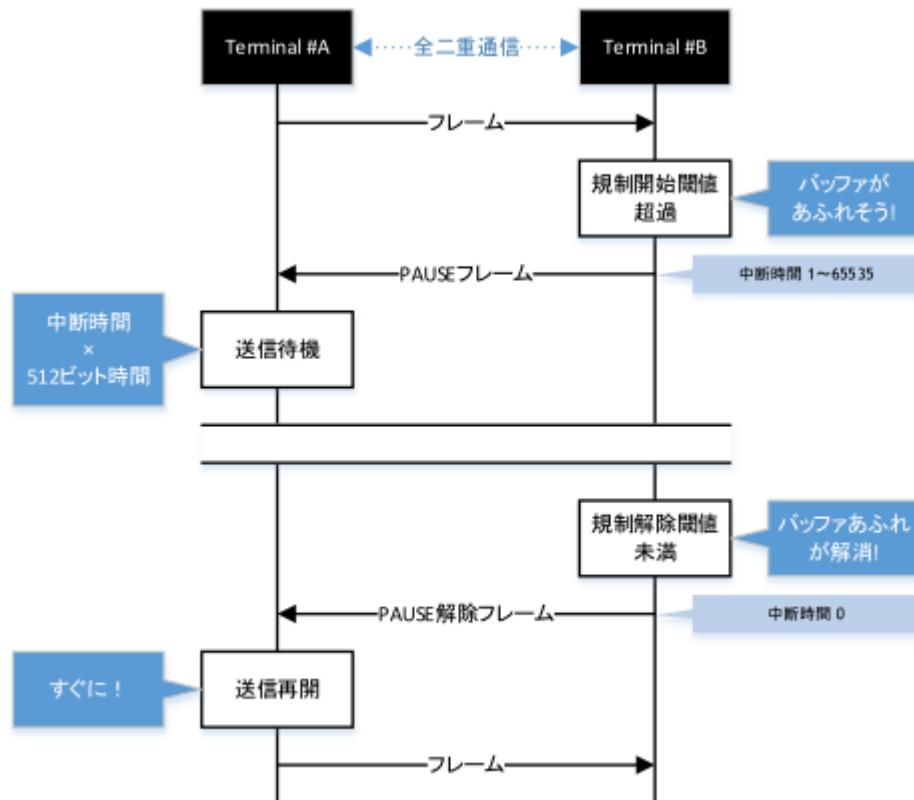 Terminal #A
全二重通信
Terminal #B
フレーム
規制開始閾値
超過
バッファが
あふれそう!
PAUSEフレーム
中断時間 1~65535
中断時間
×
512ビット時間
送信待機
規制解除閾値
未満
バッファあふれ
が解消!
PAUSE解除フレーム
中断時間 0
すぐに!
送信再開
フレーム